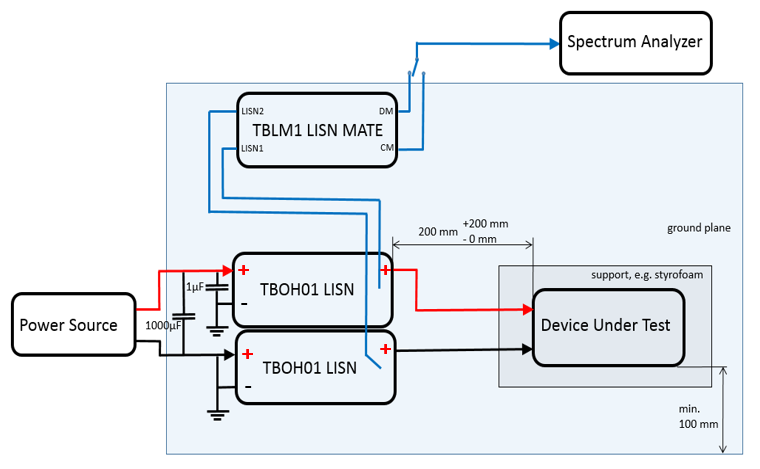 Spectrum Analyzer
LISN2
DM
TBLM1 LISN MATE
LISN1
CM
ground plane
200 mm
+200 mm
- 0 mm
support, e.g. styrofoam
+
+
1µF
TBOH01 LISN
-
Power Source
1000µF
Device Under Test
+
+
TBOH01 LISN
-
min.
100 mm